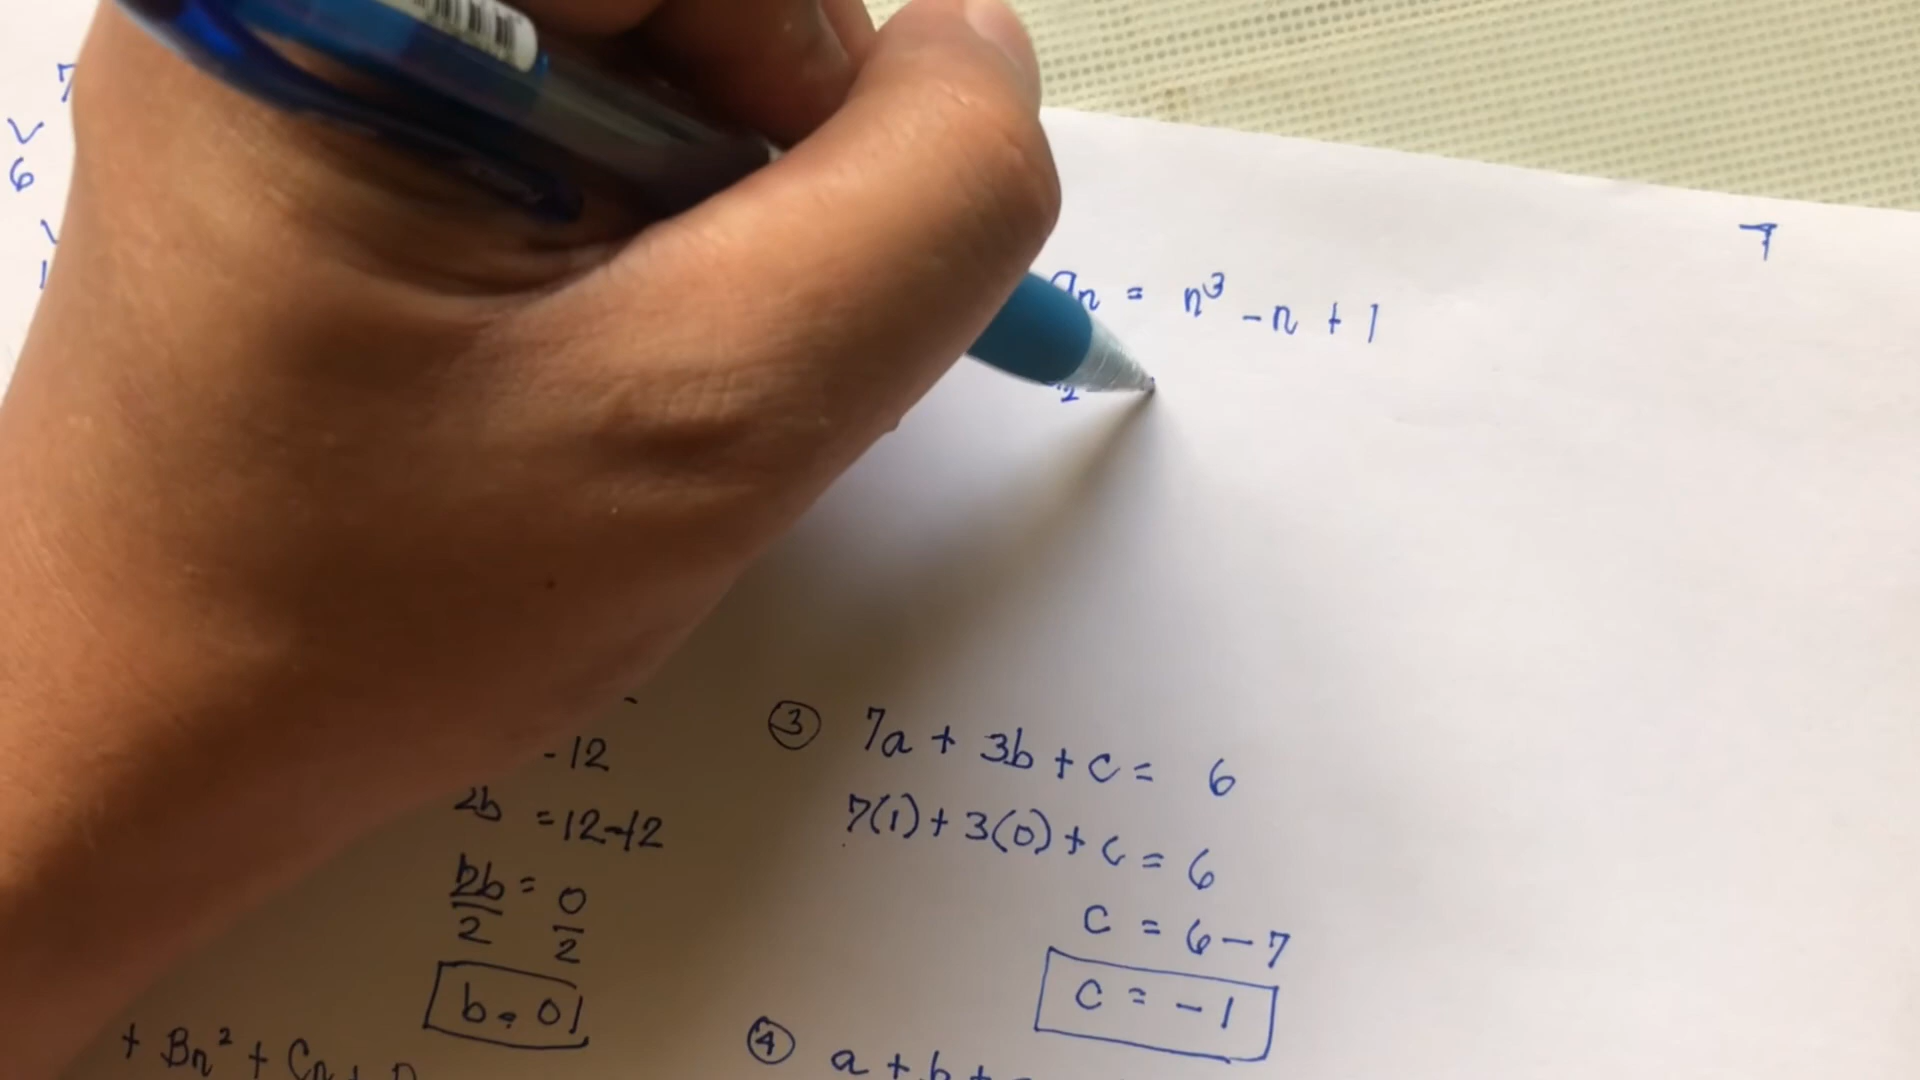 7
7
6
an = n³ - n + 1
2
③ 7a + 3b + c = 6
- 12
7(1) + 3(0) + c = 6
2b = 12-12
c = 6 - 7
2b/2 = 0/2
c = -1
b = 0
④ a + b +
+ Bn² + Cn +